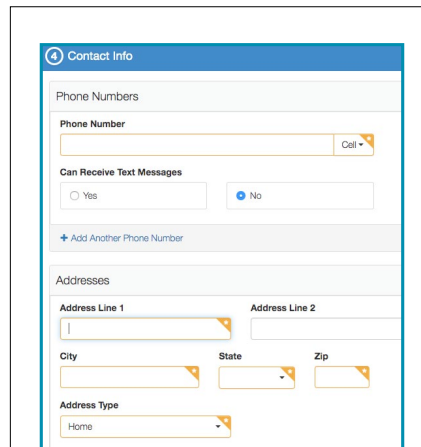 4 Contact Info
Phone Numbers
Phone Number
Cell
Can Receive Text Messages
Yes No
+ Add Another Phone Number
Addresses
Address Line 1 Address Line 2
City State Zip
Address Type
Home